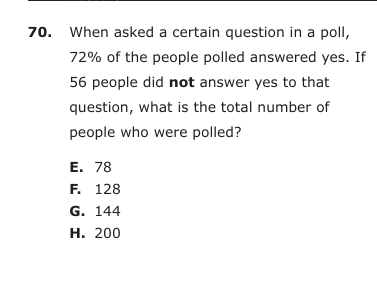 70. When asked a certain question in a poll,
72% of the people polled answered yes. If
56 people did not answer yes to that
question, what is the total number of
people who were polled?
E. 78
F. 128
G. 144
H. 200